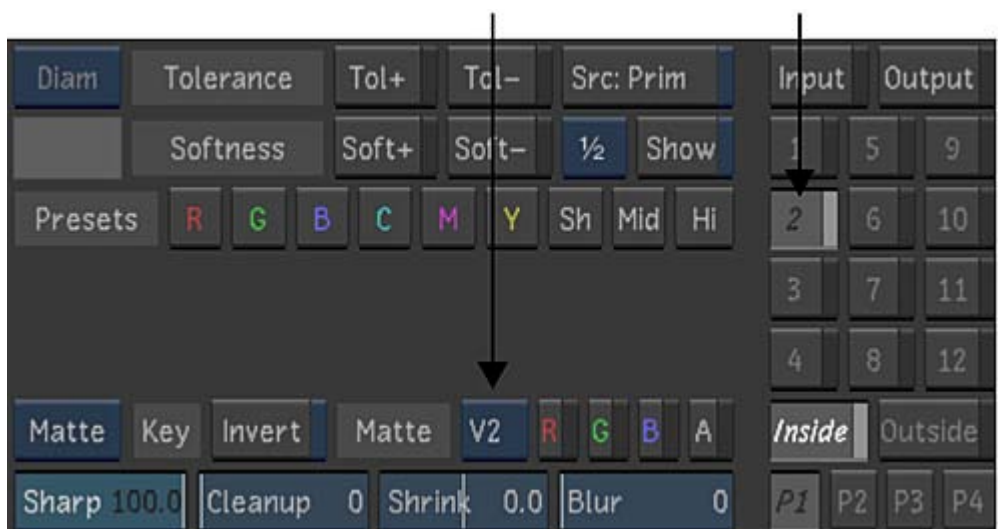 Diam Tolerance Tol+ Tol- Src: Prim Input Output
Softness Soft+ Soft- ½ Show 1 5 9
Presets R G B C M Y Sh Mid Hi 2 6 10
3 7 11
4 8 12
Matte Key Invert Matte V2 R G B A Inside Outside
Sharp 100.0 Cleanup 0 Shrink 0.0 Blur 0 P1 P2 P3 P4